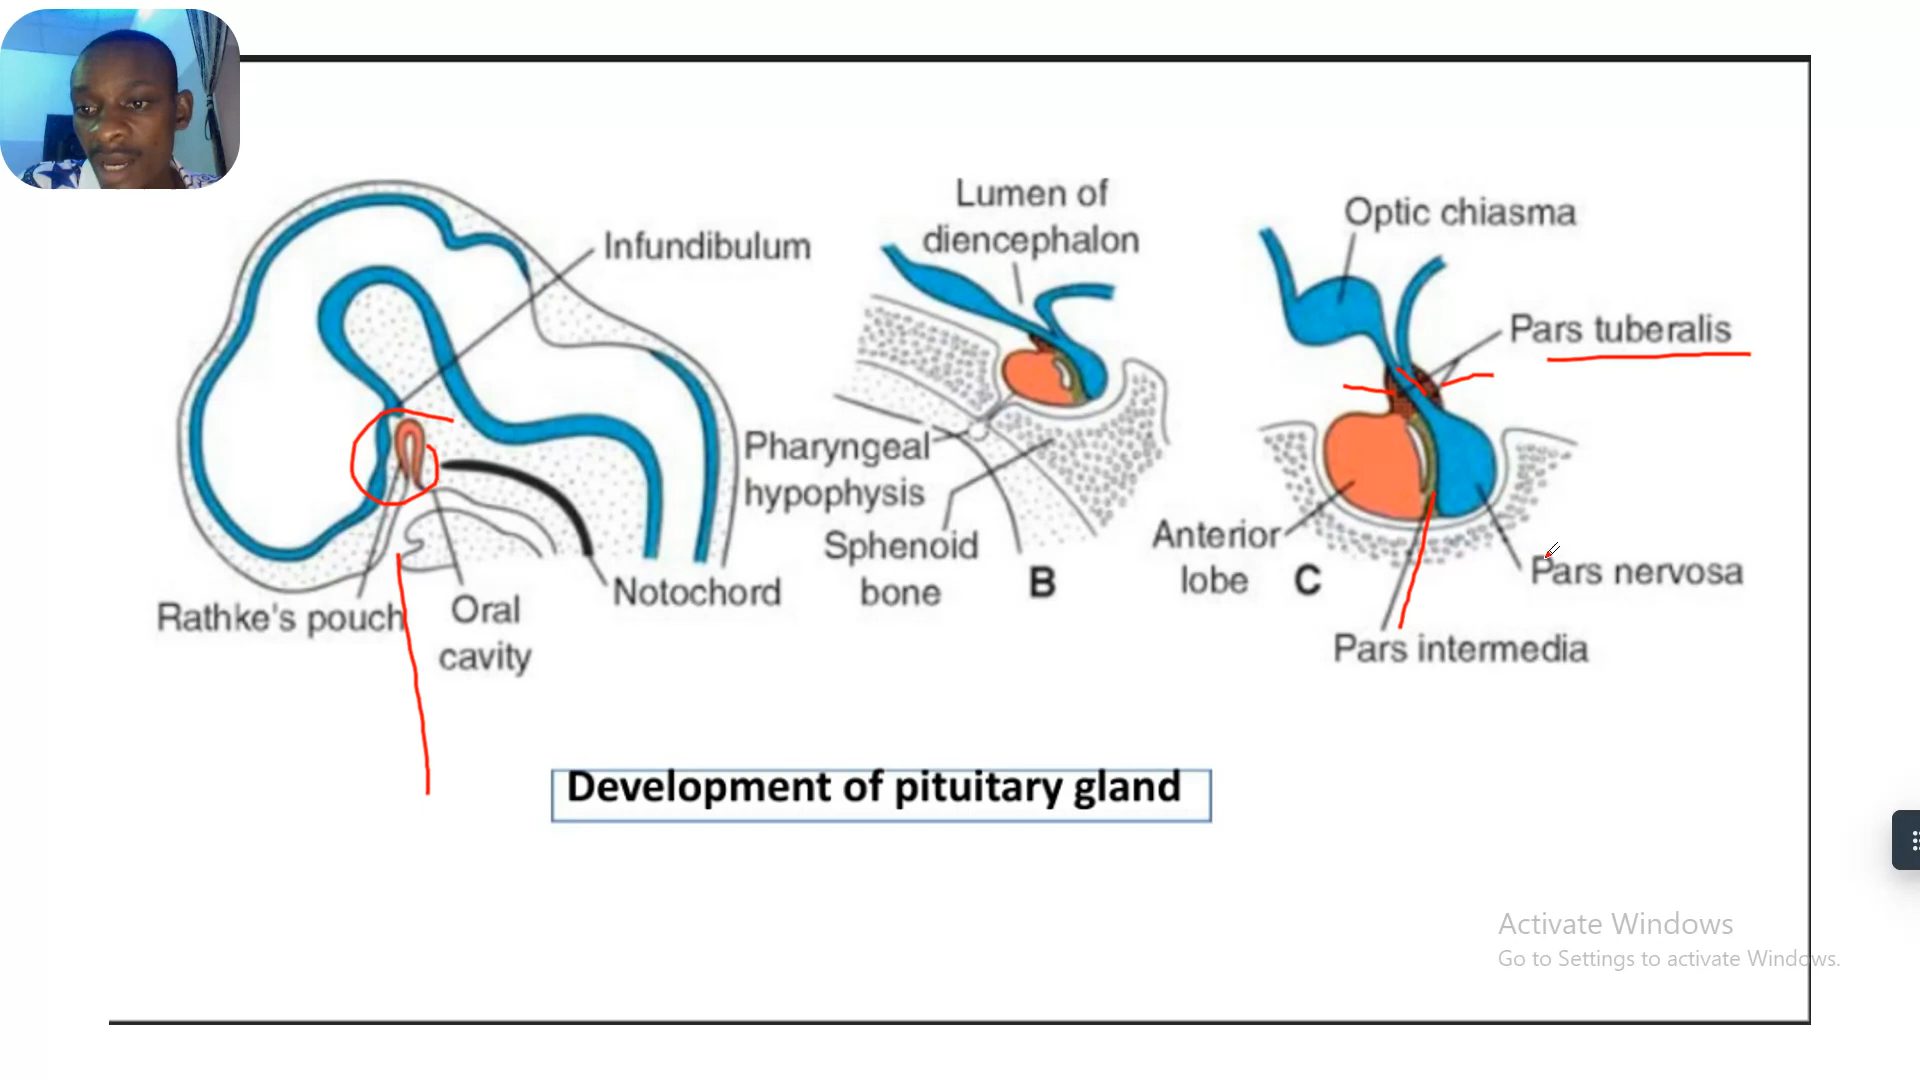 Infundibulum
Rathke's pouch
Oral
cavity
Notochord
Lumen of
diencephalon
Pharyngeal
hypophysis
Sphenoid
bone
B
Optic chiasma
Pars tuberalis
Anterior
lobe
C
Pars nervosa
Pars intermedia
Development of pituitary gland
Activate Windows
Go to Settings to activate Windows.